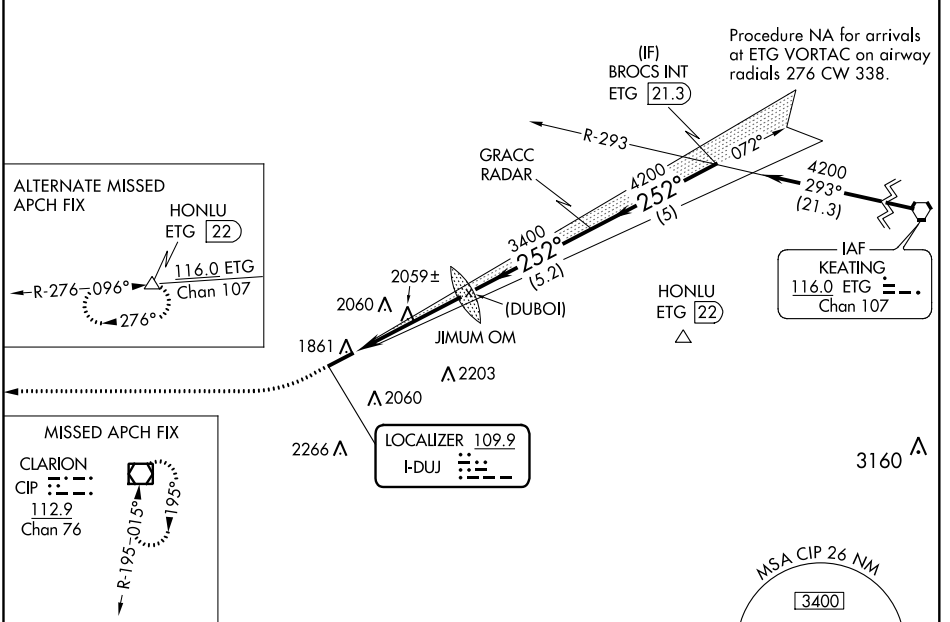 Procedure NA for arrivals
at ETG VORTAC on airway
radials 276 CW 338.
(IF)
BROCS INT
ETG 21.3
R-293
072°
GRACC
RADAR
4200
252°
(5)
4200
293°
(21.3)
3400
252°
(5.2)
ALTERNATE MISSED
APCH FIX
HONLU
ETG 22
116.0 ETG
Chan 107
R-276
096°
276°
IAF
KEATING
116.0 ETG
Chan 107
2059±
2060
(DUBOI)
JIMUM OM
HONLU
ETG 22
1861
2203
2060
2266
LOCALIZER 109.9
I-DUJ
3160
MISSED APCH FIX
CLARION
CIP
112.9
Chan 76
R-195
015°
195°
MSA CIP 26 NM
3400